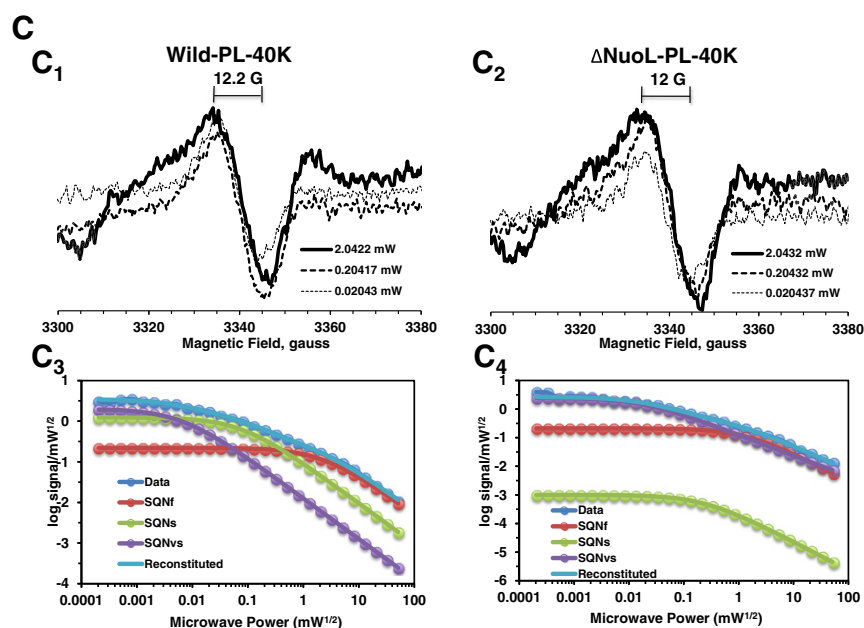 C
C1
Wild-PL-40K
12.2 G
2.0422 mW
0.20417 mW
0.02043 mW
3300 3320 3340 3360 3380
Magnetic Field, gauss
C2
ΔNuoL-PL-40K
12 G
2.0432 mW
0.20432 mW
0.020437 mW
3300 3320 3340 3360 3380
Magnetic Field, gauss
C3
log signal/mW1/2
1
0
-1
-2
-3
-4
Data
SQNf
SQNs
SQNvs
Reconstituted
0.0001 0.001 0.01 0.1 1 10 100
Microwave Power (mW1/2)
C4
log signal/mW1/2
1
0
-1
-2
-3
-4
-5
-6
Data
SQNf
SQNs
SQNvs
Reconstituted
0.0001 0.001 0.01 0.1 1 10 100
Microwave Power (mW1/2)